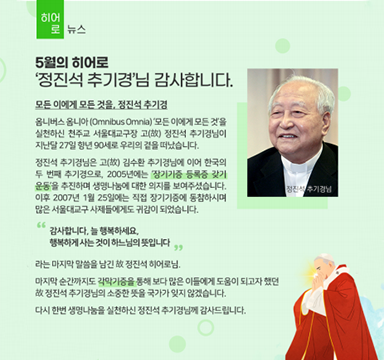 히어
로
뉴스
5월의 히어로
‘정진석 추기경’님 감사합니다.
모든 이에게 모든 것을, 정진석 추기경
옴니버스 옴니아 (Omnibus Omnia) '모든 이에게 모든 것'을
실천하신 천주교 서울대교구장 고(故) 정진석 추기경님이
지난달 27일 향년 90세로 우리의 곁을 떠났습니다.
정진석 추기경님은 고(故) 김수환 추기경님에 이어 한국의
두 번째 추기경으로, 2005년에는 '장기기증 등록증 갖기
운동'을 추진하며 생명나눔에 대한 의지를 보여주셨습니다.
이후 2007년 1월 25일에는 직접 장기기증에 동참하시며
많은 서울대교구 사제들에게도 귀감이 되었습니다.
“ 감사합니다, 늘 행복하세요,
행복하게 사는 것이 하느님의 뜻입니다 ”
라는 마지막 말씀을 남긴 故 정진석 히어로님.
마지막 순간까지도 각막기증을 통해 보다 많은 이들에게 도움이 되고자 했던
故 정진석 추기경님의 소중한 뜻을 국가가 잊지 않겠습니다.
다시 한번 생명나눔을 실천하신 정진석 추기경님께 감사드립니다.
정진석 추기경님